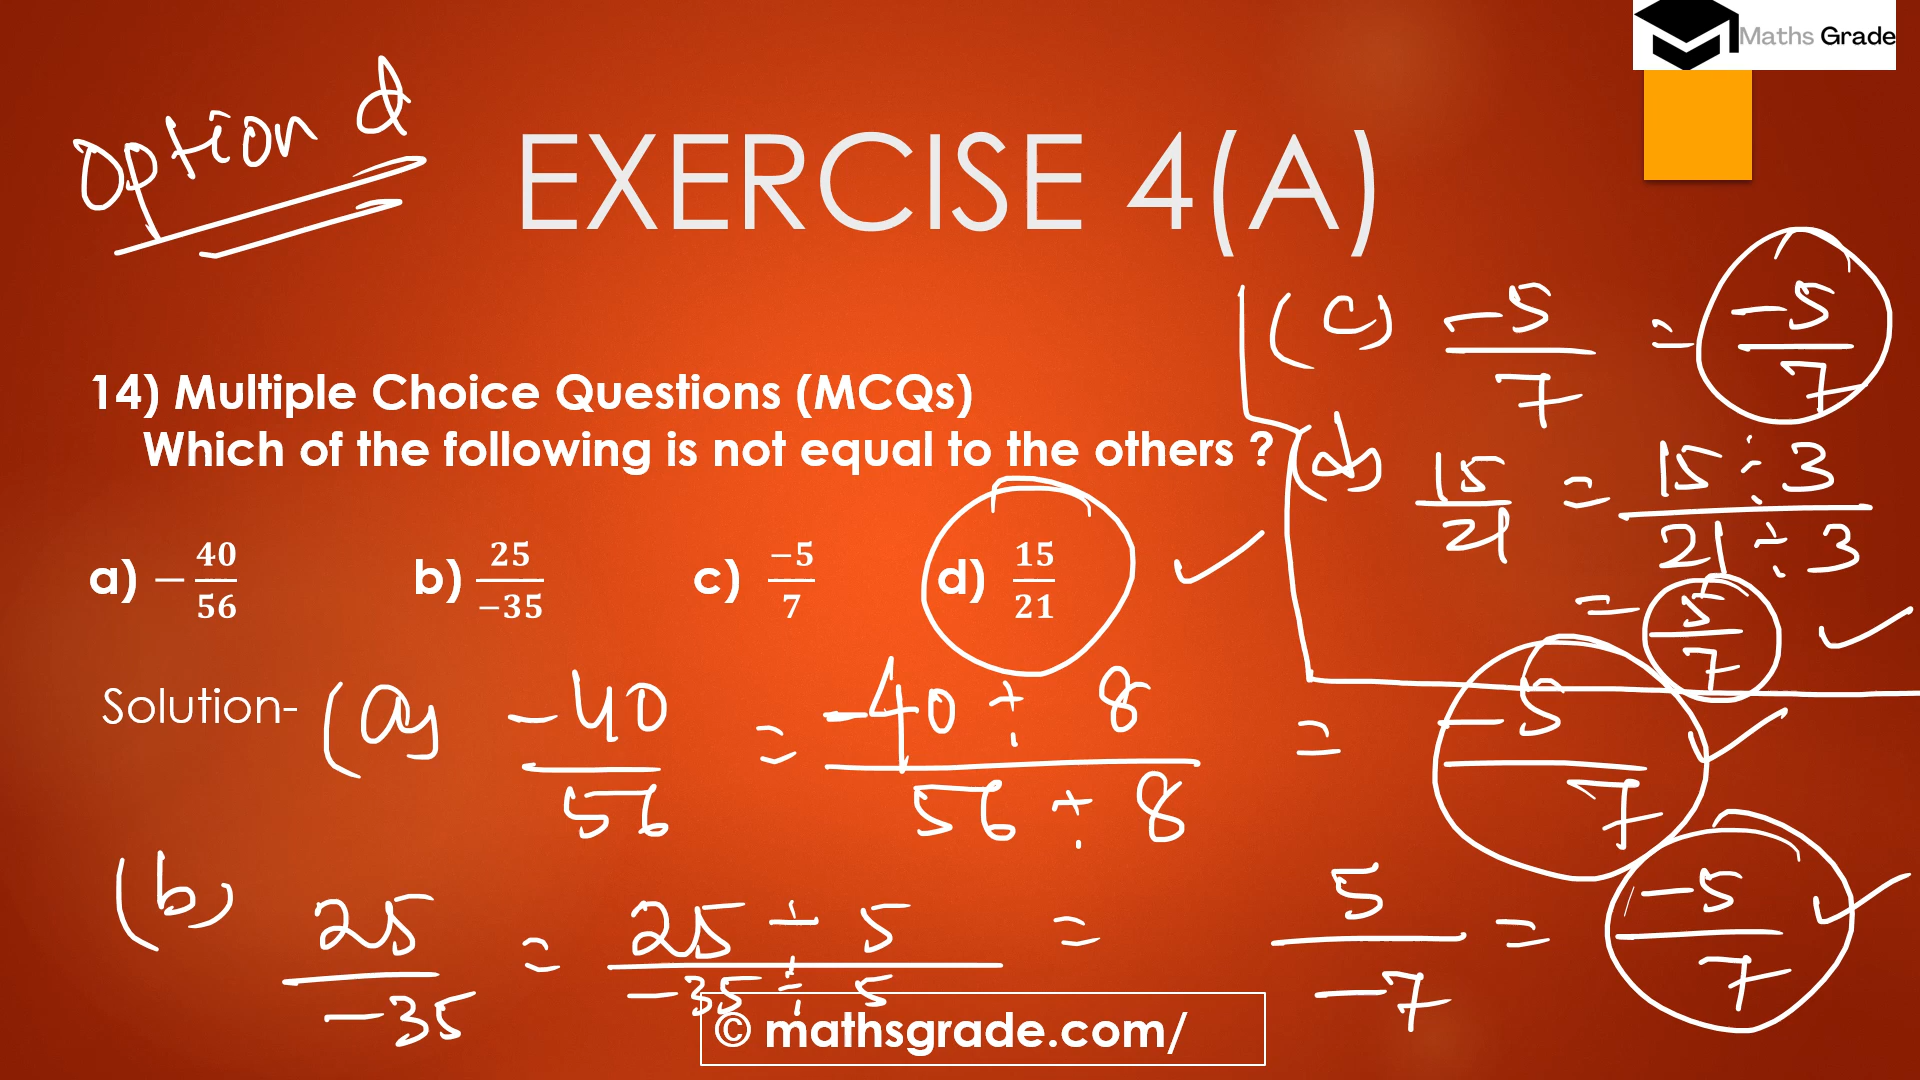 Maths Grade
Option d
EXERCISE 4(A)
14) Multiple Choice Questions (MCQs)
Which of the following is not equal to the others ?
a) −40/56 b) 25/−35 c) −5/7 d) 15/21
(c) −5/7 = −5/7
(d) 15/21 = 15÷3/21÷3
= 5/7
Solution- (a) −40/56 = −40÷8/56÷8 = −5/7
(b) 25/−35 = 25÷5/−35÷5 = 5/−7 = −5/7
© mathsgrade.com/